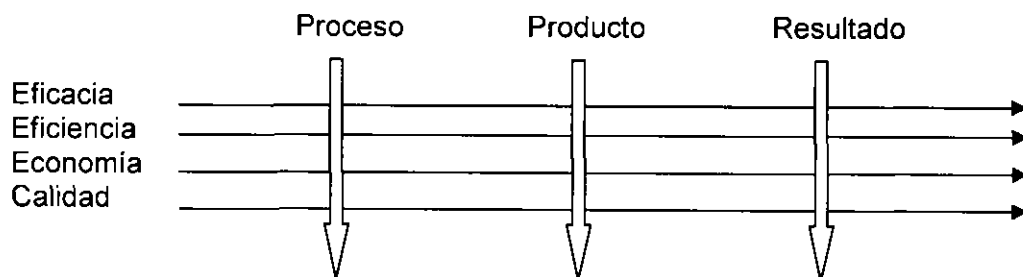 Proceso Producto Resultado
Eficacia
Eficiencia
Economía
Calidad